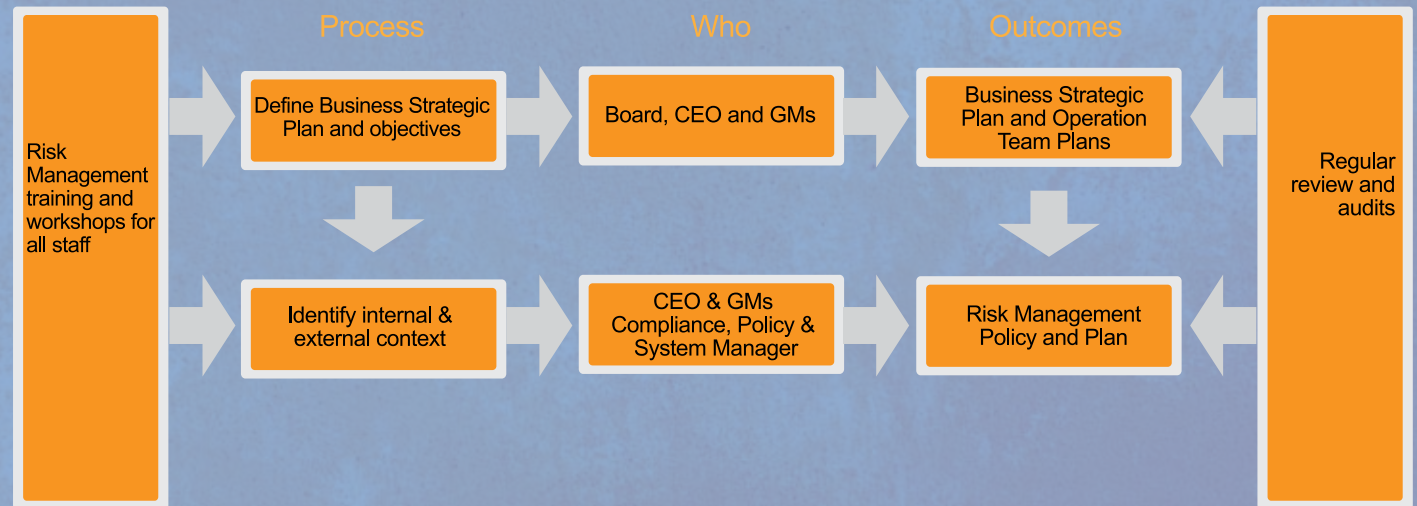 Process
Who
Outcomes
Risk
Management
training and
workshops for
all staff
Define Business Strategic
Plan and objectives
Board, CEO and GMs
Business Strategic
Plan and Operation
Team Plans
Regular
review and
audits
Identify internal &
external context
CEO & GMs
Compliance, Policy &
System Manager
Risk Management
Policy and Plan